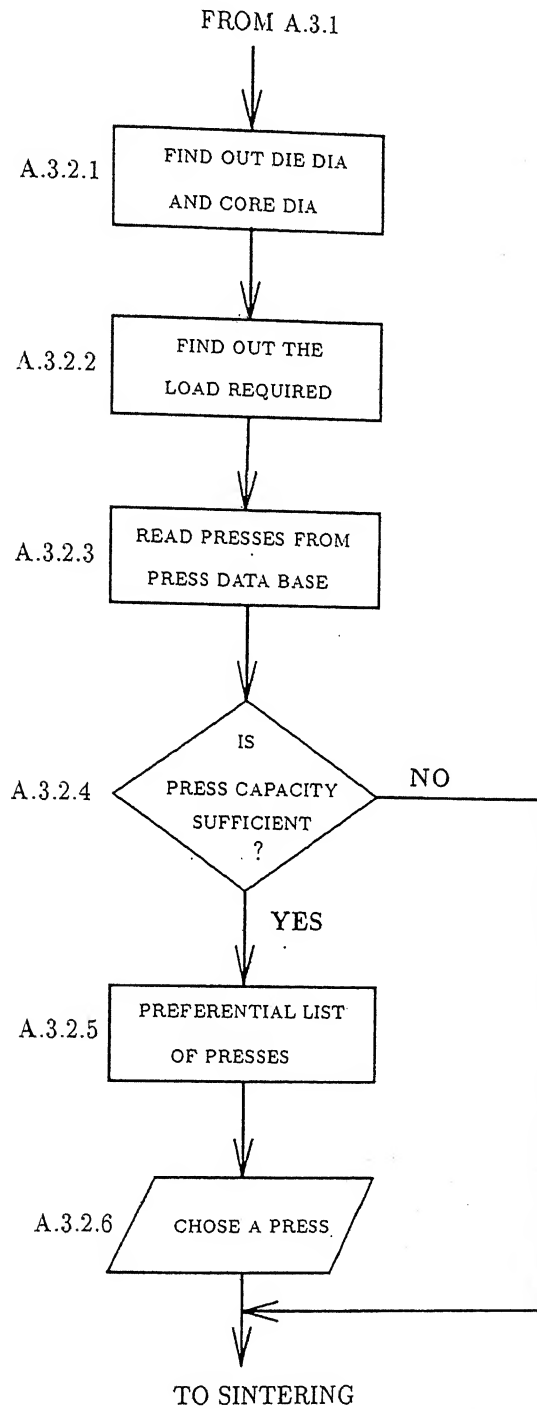 FROM A.3.1
A.3.2.1
FIND OUT DIE DIA
AND CORE DIA
A.3.2.2
FIND OUT THE
LOAD REQUIRED
A.3.2.3
READ PRESSES FROM
PRESS DATA BASE
A.3.2.4
IS
PRESS CAPACITY
SUFFICIENT
?
NO
YES
A.3.2.5
PREFERENTIAL LIST
OF PRESSES
A.3.2.6
CHOSE A PRESS
TO SINTERING